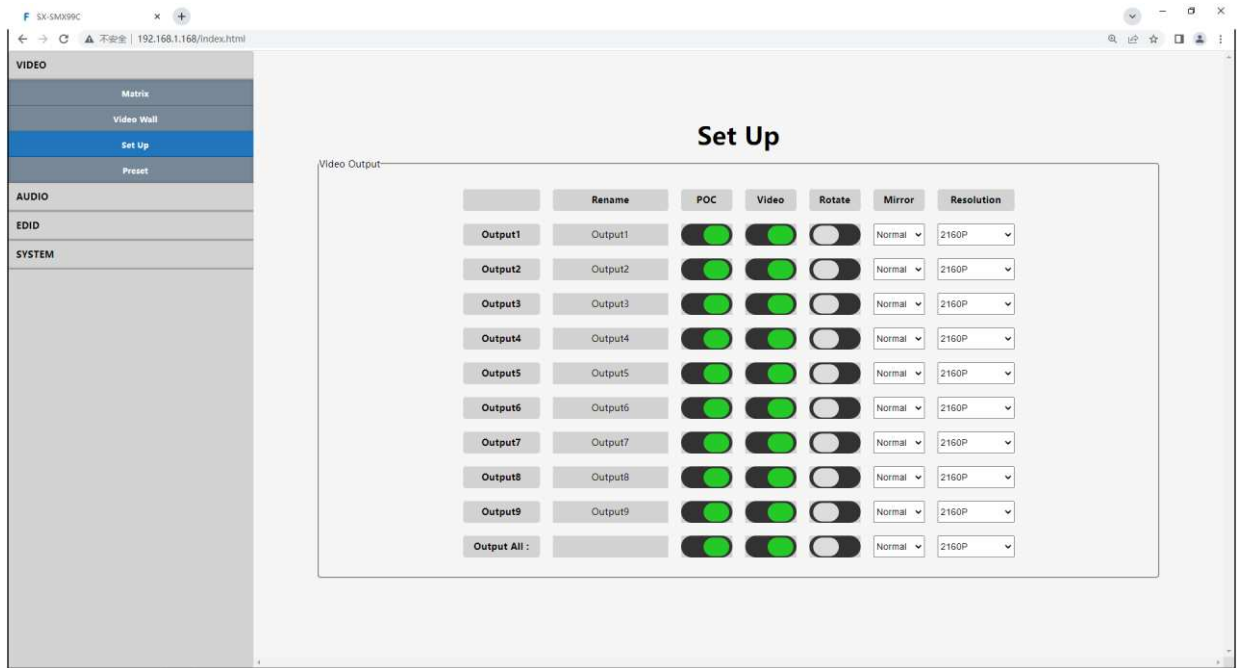 SX-SMX99C
不安全 | 192.168.1.168/index.html
VIDEO
Matrix
Video Wall
Set Up
Preset
AUDIO
EDID
SYSTEM
Set Up
Video Output
Rename POC Video Rotate Mirror Resolution
Output1 Output1 Normal 2160P
Output2 Output2 Normal 2160P
Output3 Output3 Normal 2160P
Output4 Output4 Normal 2160P
Output5 Output5 Normal 2160P
Output6 Output6 Normal 2160P
Output7 Output7 Normal 2160P
Output8 Output8 Normal 2160P
Output9 Output9 Normal 2160P
Output All : Normal 2160P